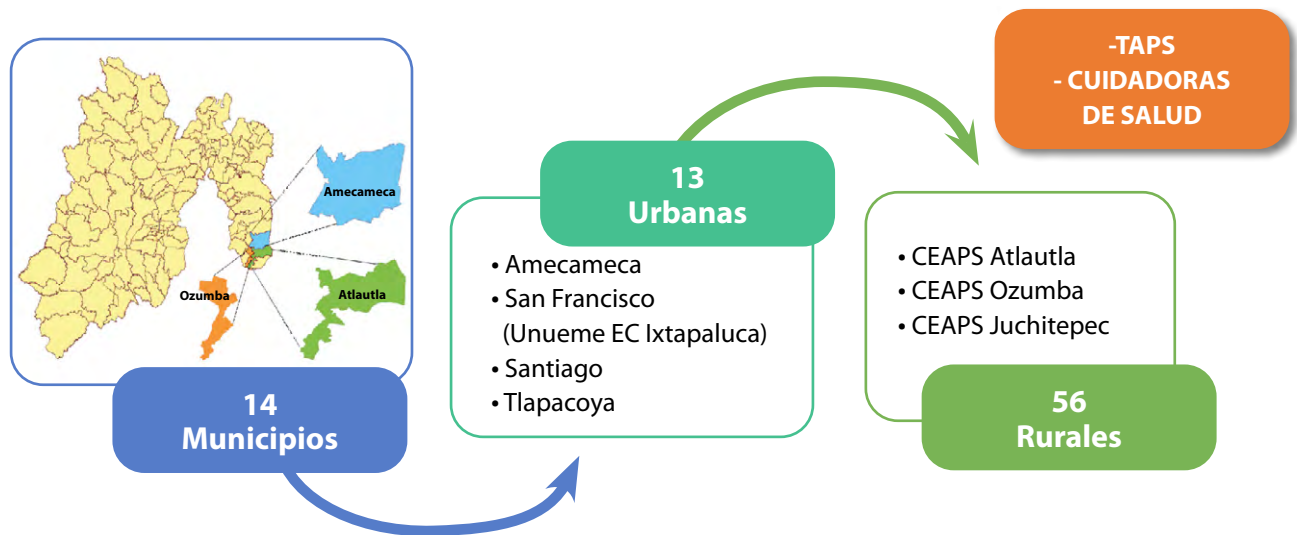 Amecameca
Ozumba
Atlautla
14
Municipios
13
Urbanas
• Amecameca
• San Francisco
(Unueme EC Ixtapaluca)
• Santiago
• Tlapacoya
-TAPS
- CUIDADORAS
DE SALUD
• CEAPS Atlautla
• CEAPS Ozumba
• CEAPS Juchitepec
56
Rurales